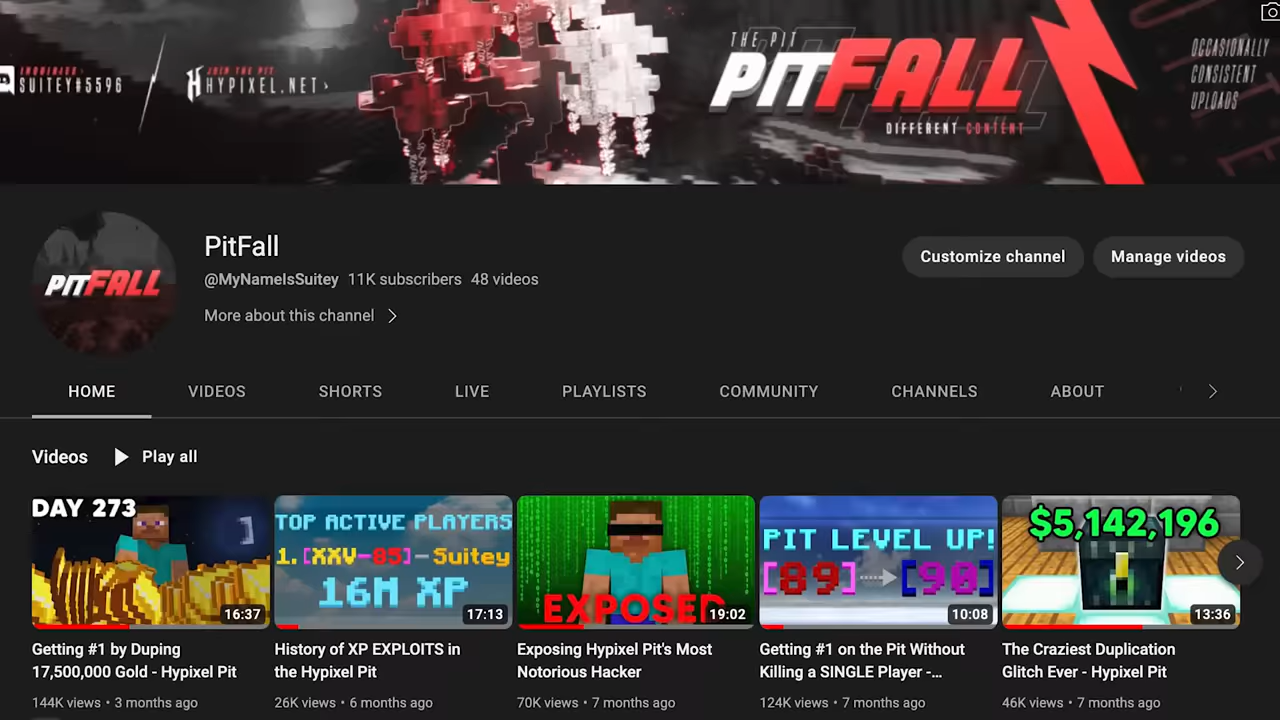 THE PIT
PITFALL
DIFFERENT CONTENT
INQUIRIES
SUITEY#5596
JOIN THE PIT
HYPIXEL.NET
OCCASIONALLY
CONSISTENT
UPLOADS
PITFALL
PitFall
@MyNameIsSuitey 11K subscribers 48 videos
More about this channel
Customize channel
Manage videos
HOME VIDEOS SHORTS LIVE PLAYLISTS COMMUNITY CHANNELS ABOUT
Videos Play all
DAY 273
16:37
Getting #1 by Duping
17,500,000 Gold - Hypixel Pit
144K views • 3 months ago
TOP ACTIVE PLAYERS
1. [XXV-85] - Suitey
16M XP
17:13
History of XP EXPLOITS in
the Hypixel Pit
26K views • 6 months ago
EXPOSED
19:02
Exposing Hypixel Pit's Most
Notorious Hacker
70K views • 7 months ago
PIT LEVEL UP!
[89] [90]
10:08
Getting #1 on the Pit Without
Killing a SINGLE Player -...
124K views • 7 months ago
$5,142,196
13:36
The Craziest Duplication
Glitch Ever - Hypixel Pit
46K views • 7 months ago